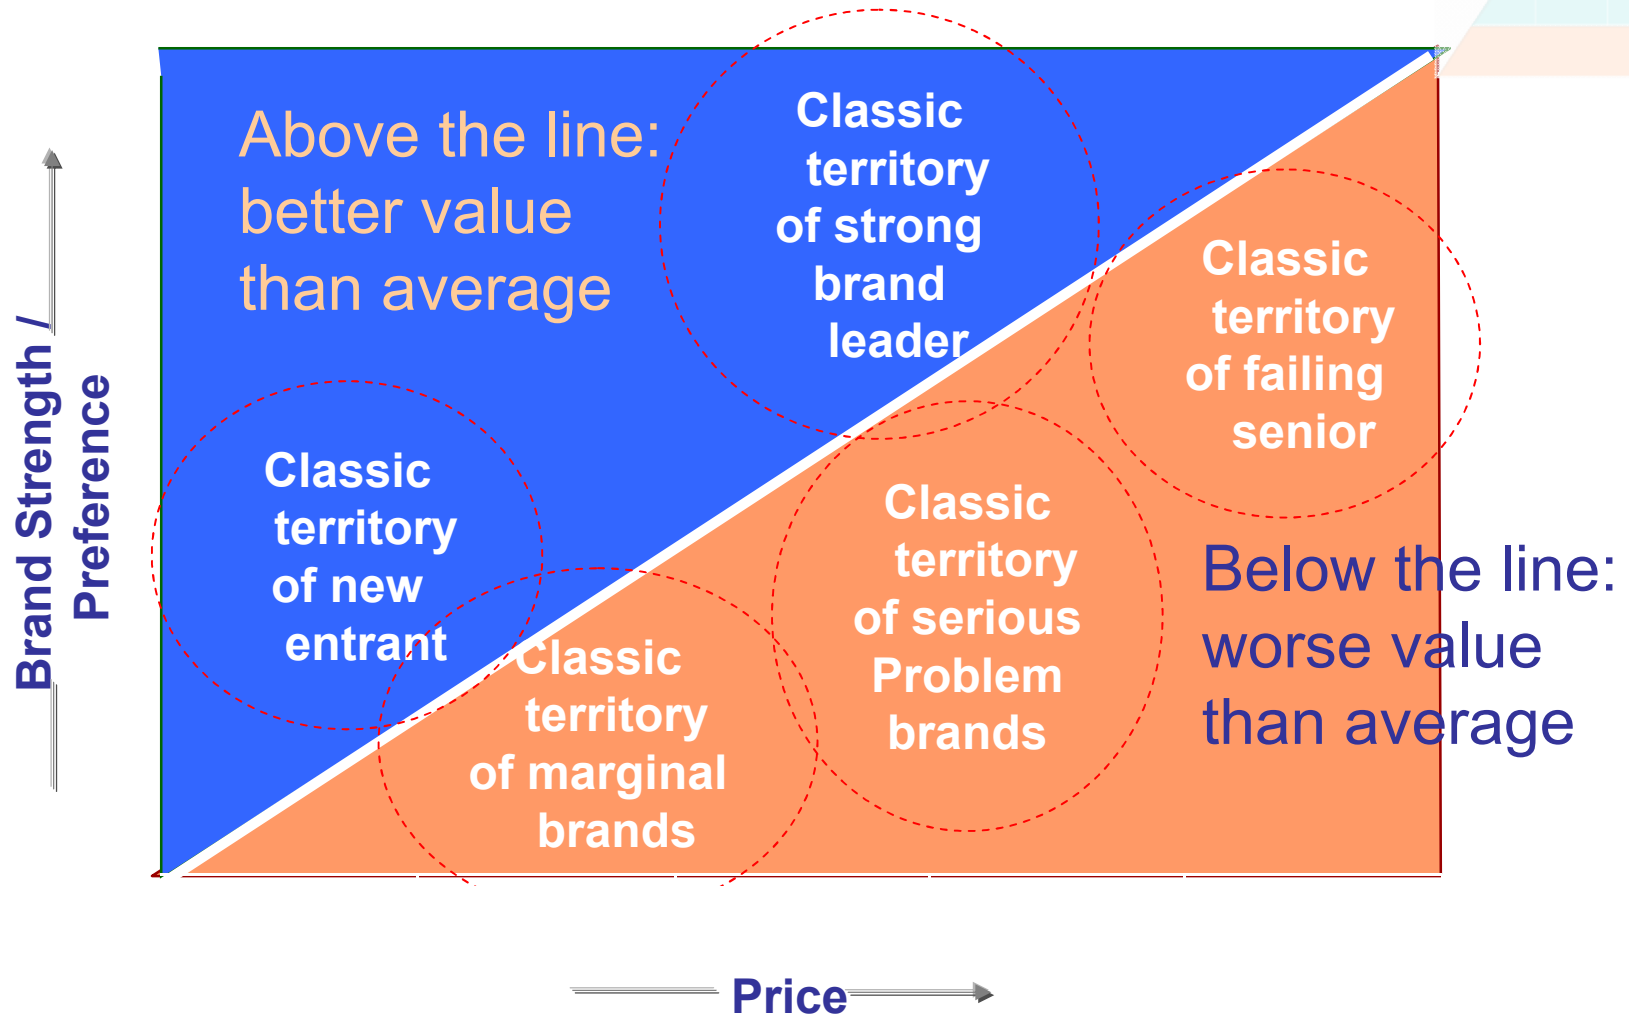 Above the line:
better value
than average
Classic
territory
of strong
brand
leader
Classic
territory
of failing
senior
Classic
territory
of new
entrant
Classic
territory
of marginal
brands
Classic
territory
of serious
Problem
brands
Below the line:
worse value
than average
Brand Strength /
Preference
Price